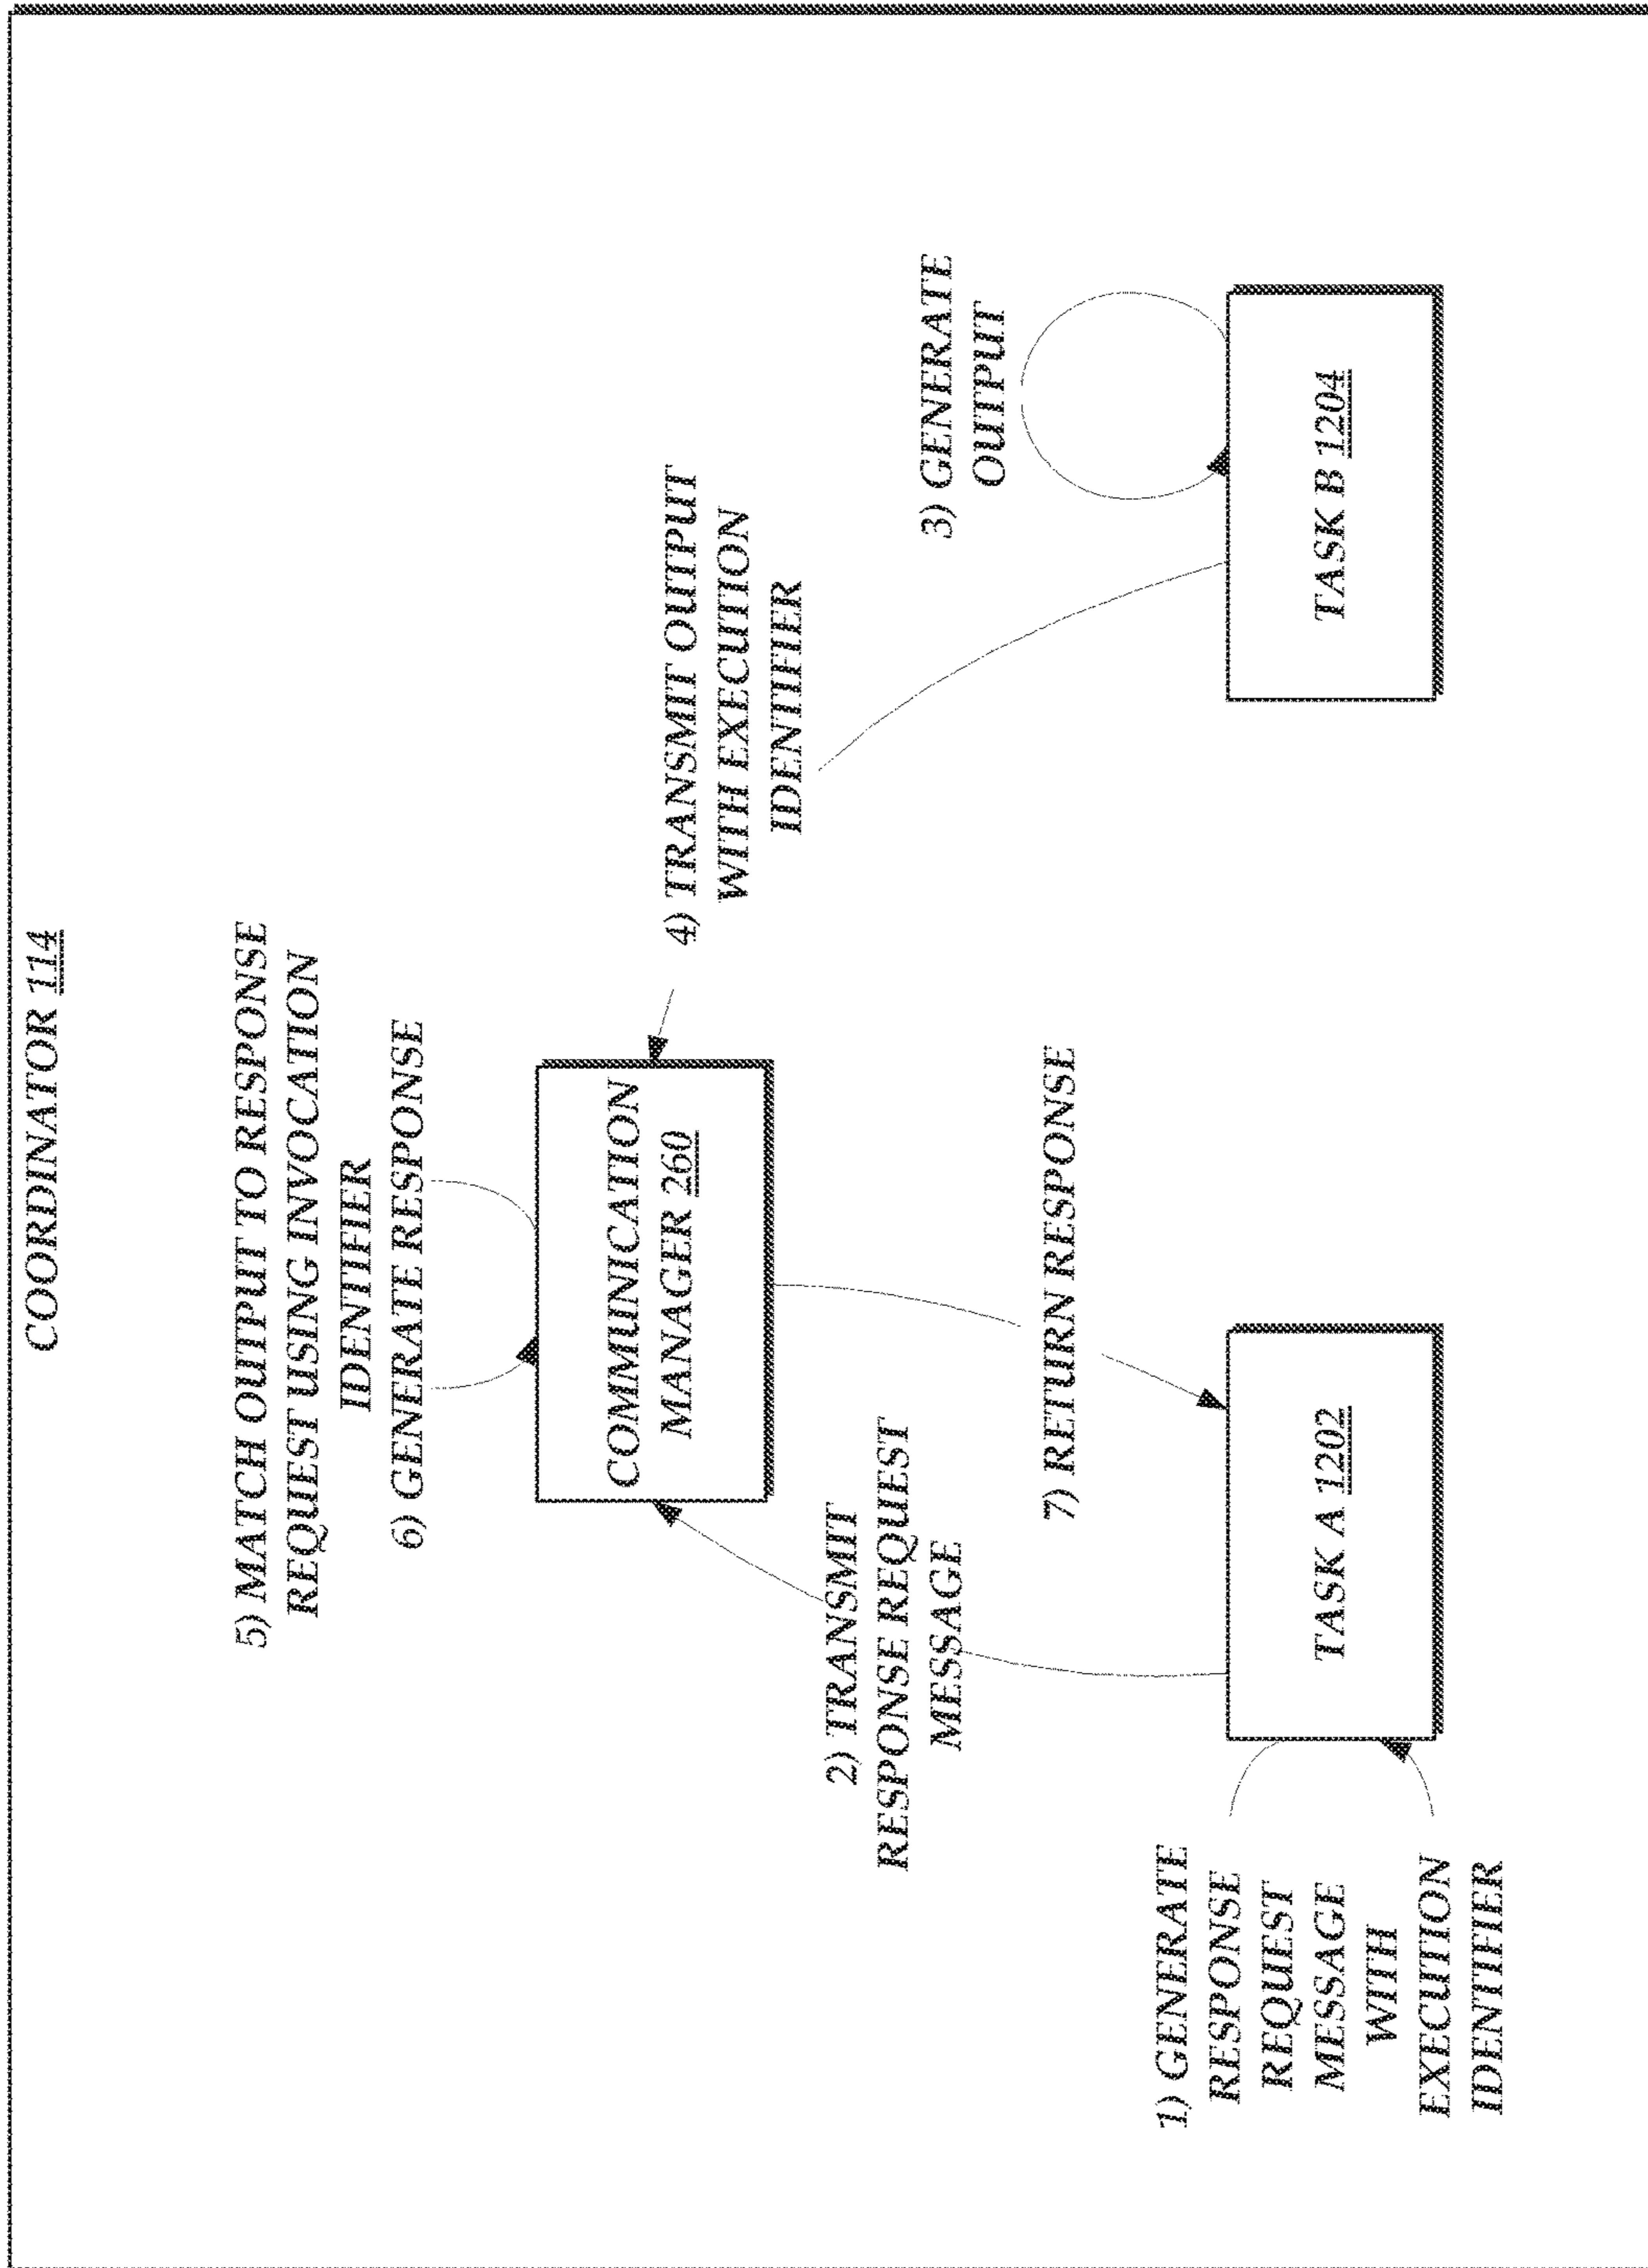 COORDINATOR 114
5) MATCH OUTPUT TO RESPONSE
REQUEST USING INVOCATION
IDENTIFIER
6) GENERATE RESPONSE
COMMUNICATION
MANAGER 260
4) TRANSMIT OUTPUT
WITH EXECUTION
IDENTIFIER
2) TRANSMIT
RESPONSE REQUEST
MESSAGE
3) GENERATE
OUTPUT
7) RETURN RESPONSE
1) GENERATE
RESPONSE
REQUEST
MESSAGE
WITH
EXECUTION
IDENTIFIER
TASK A 1202
TASK B 1204